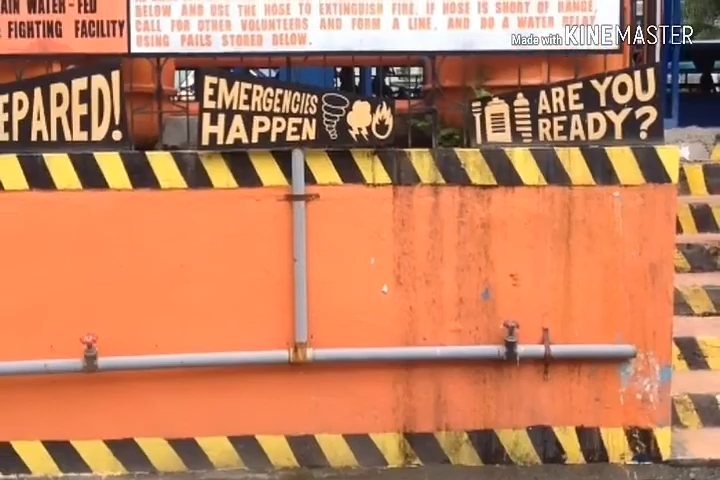 AIN WATER-FED
FIGHTING FACILITY
BELOW AND USE THE HOSE TO EXTINGUISH FIRE. IF HOSE IS SHORT OF RANGE,
CALL FOR OTHER VOLUNTEERS AND FORM A LINE, AND DO A WATER
USING PAILS STORED BELOW.
Made with KINEMASTER
EPARED!
EMERGENCIES
HAPPEN
ARE YOU
READY?